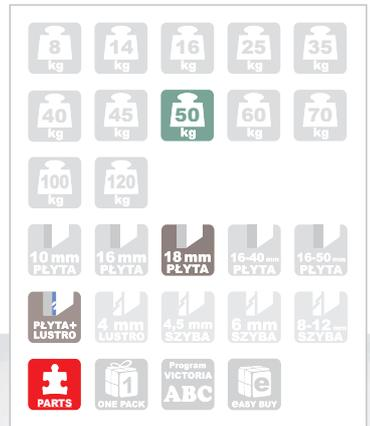 8 kg 14 kg 16 kg 25 kg 35 kg
40 kg 45 kg 50 kg 60 kg 70 kg
100 kg 120 kg
10 mm PŁYTA 16 mm PŁYTA 18 mm PŁYTA 16-40 mm PŁYTA 16-50 mm PŁYTA
PŁYTA+ LUSTRO 4 mm LUSTRO 4,5 mm SZYBA 6 mm SZYBA 8-12 mm SZYBA
PARTS 1 ONE PACK Program VICTORIA ABC e eASY BUY